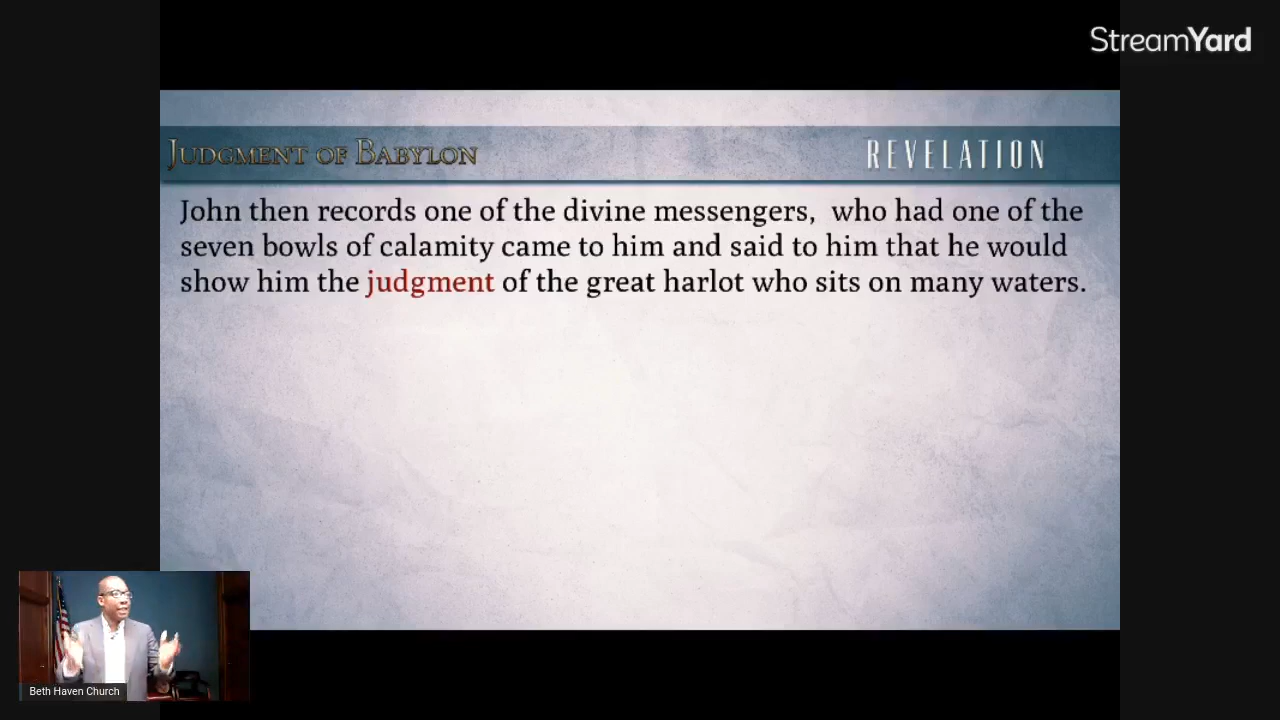 StreamYard
JUDGMENT OF BABYLON
REVELATION
John then records one of the divine messengers,  who had one of the
seven bowls of calamity came to him and said to him that he would
show him the judgment of the great harlot who sits on many waters.
Beth Haven Church